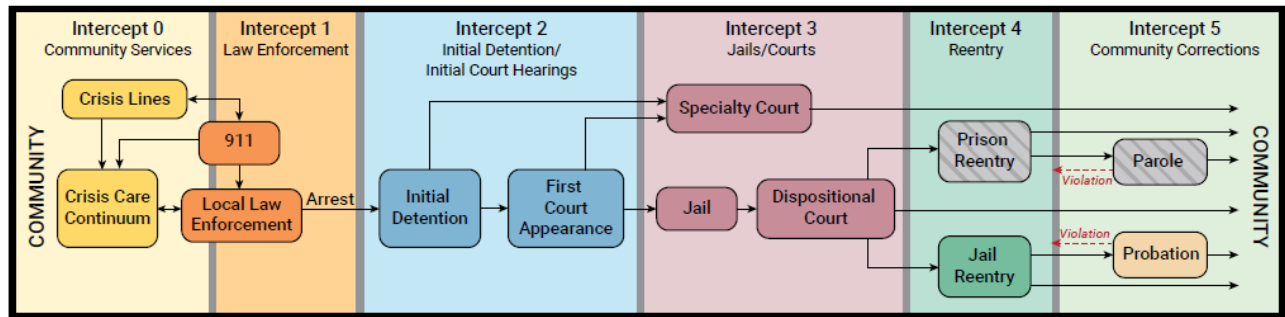 Intercept 0
Community Services
Intercept 1
Law Enforcement
Intercept 2
Initial Detention/
Initial Court Hearings
Intercept 3
Jails/Courts
Intercept 4
Reentry
Intercept 5
Community Corrections
COMMUNITY
Crisis Lines
911
Crisis Care
Continuum
Local Law
Enforcement
Arrest
Initial
Detention
First
Court
Appearance
Specialty Court
Jail
Dispositional
Court
Prison
Reentry
Parole
Violation
Jail
Reentry
Violation
Probation
COMMUNITY